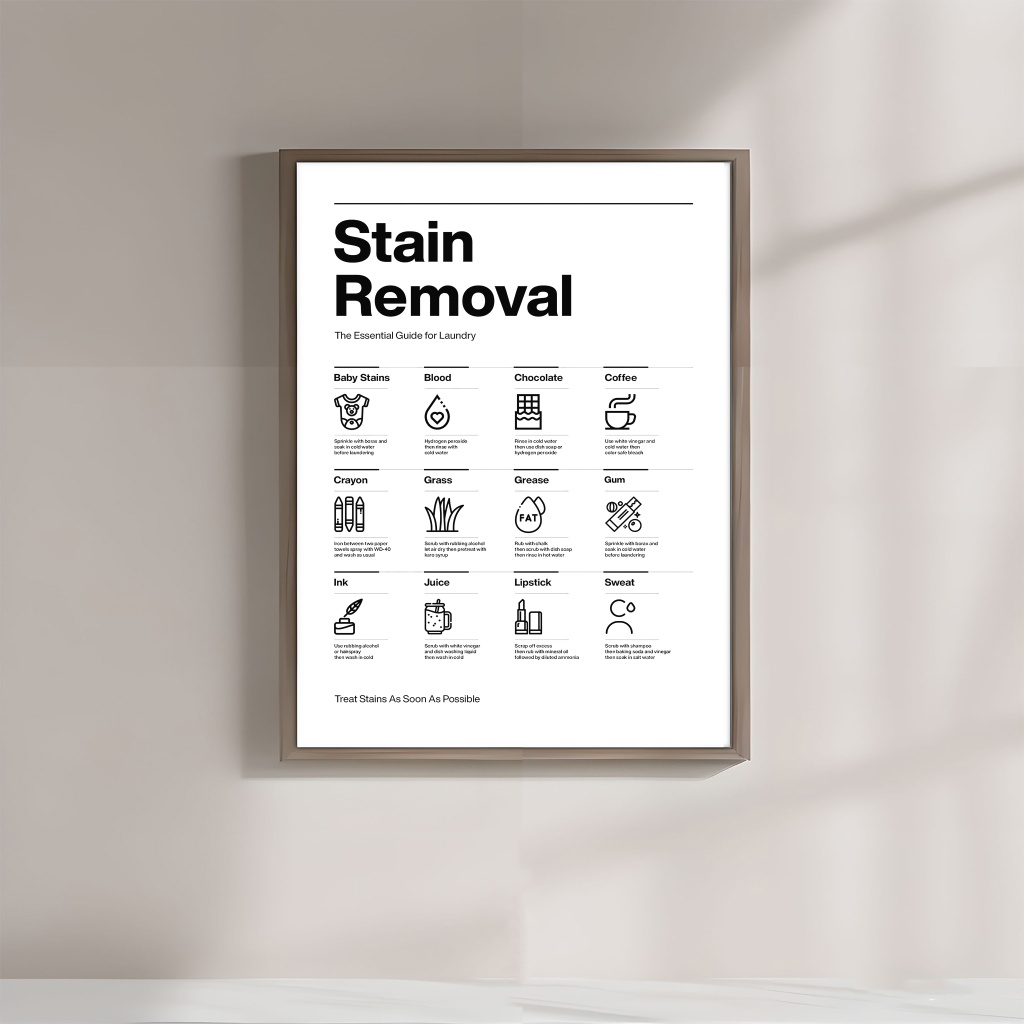 Stain
Removal
The Essential Guide for Laundry
Baby Stains
Sprinkle with borax and
soak in cold water
before laundering
Blood
Hydrogen peroxide
then rinse with
cold water
Chocolate
Rinse in cold water
then use dish soap or
hydrogen peroxide
Coffee
Use white vinegar and
cold water then
color safe bleach
Crayon
Iron between two paper
towels spray with WD-40
and wash as usual
Grass
Scrub with rubbing alcohol
let air dry then pretreat with
karo syrup
Grease
FAT
Rub with chalk
then scrub with dish soap
then rinse in hot water
Gum
Sprinkle with borax and
soak in cold water
before laundering
Ink
Use rubbing alcohol
or hairspray
then wash in cold
Juice
Scrub with white vinegar
and dish washing liquid
then wash in cold
Lipstick
Scrap off excess
then rub with mineral oil
followed by diluted ammonia
Sweat
Scrub with shampoo
then baking soda and vinegar
then soak in salt water
Treat Stains As Soon As Possible